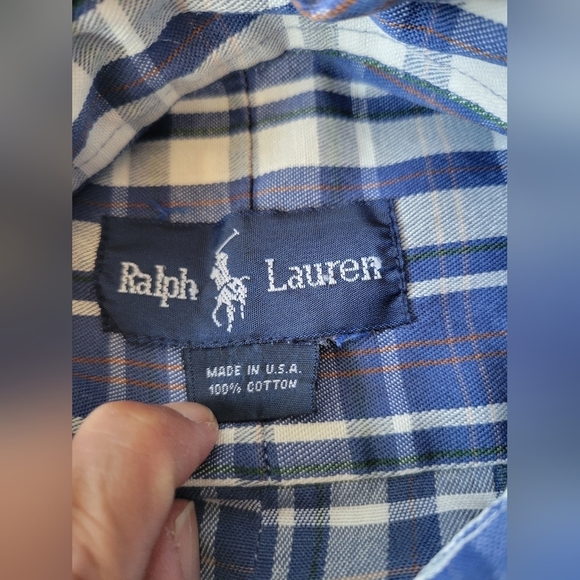 Ralph Lauren
MADE IN U.S.A.
100% COTTON